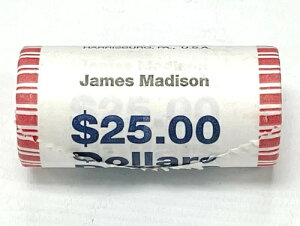 HARRISBURG, PA., U.S.A.
James Madison
$25.00
Dollars